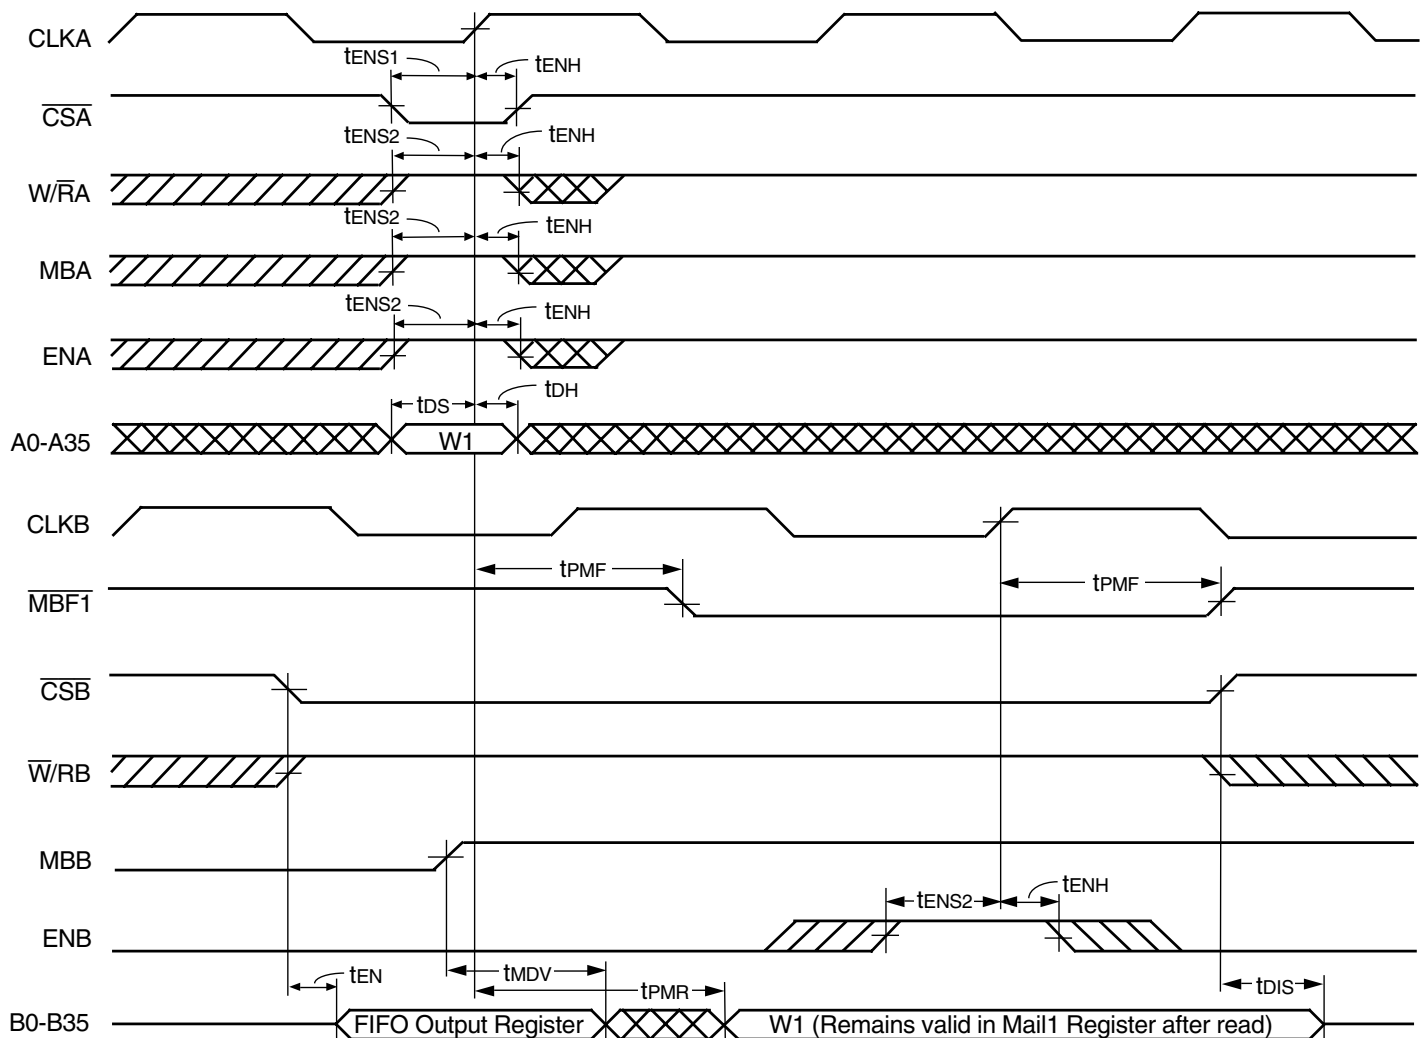 CLKA
tENS1
tENH
CSA
tENS2
tENH
W/RA
tENS2
tENH
MBA
tENS2
tENH
ENA
tDS
tDH
A0-A35
W1
CLKB
tPMF
tPMF
MBF1
CSB
W/RB
MBB
tENS2
tENH
ENB
tEN
tMDV
tPMR
tDIS
B0-B35
FIFO Output Register
W1 (Remains valid in Mail1 Register after read)